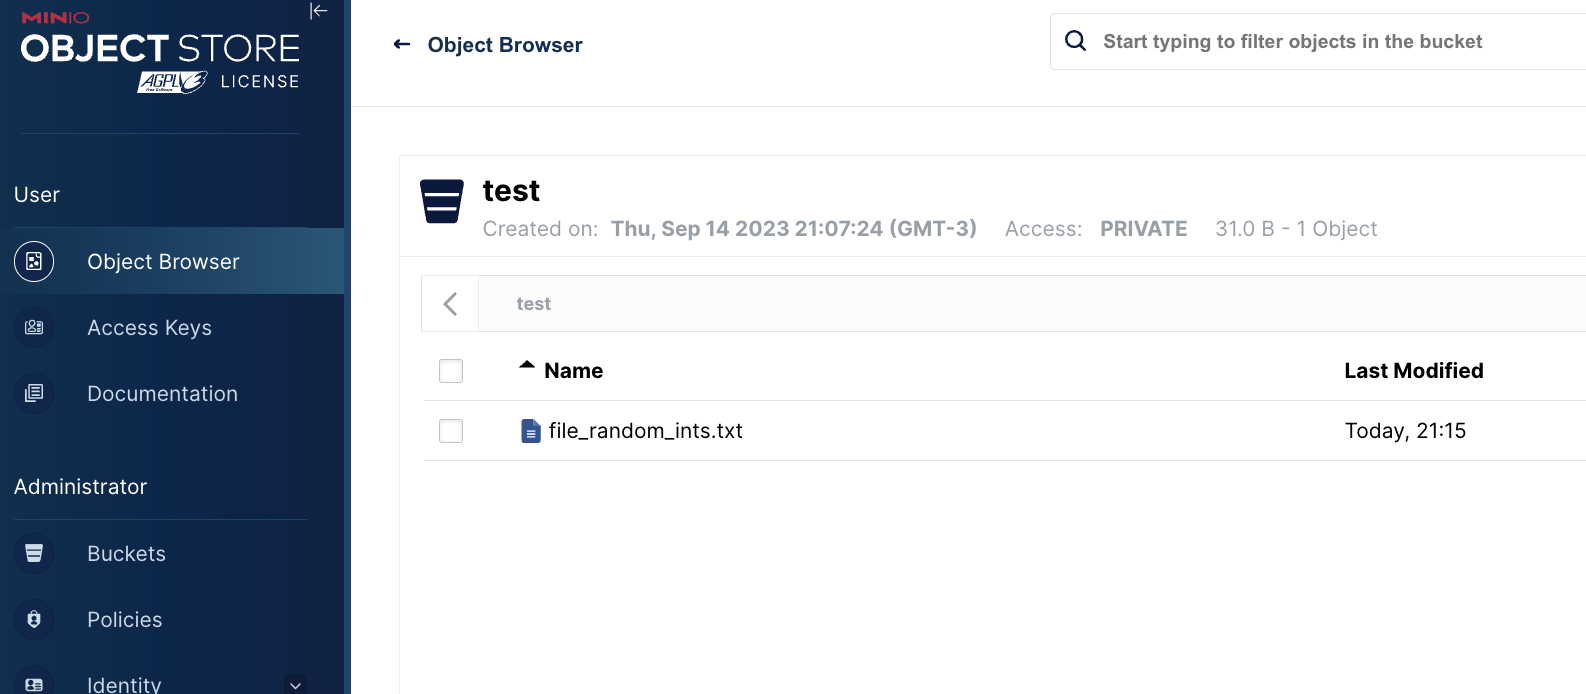 MINIO
OBJECT STORE
AGPLv3 LICENSE
Free Software
User
Object Browser
Access Keys
Documentation
Administrator
Buckets
Policies
Identity
Object Browser
Start typing to filter objects in the bucket
test
Created on: Thu, Sep 14 2023 21:07:24 (GMT-3) Access: PRIVATE 31.0 B - 1 Object
test
Name Last Modified
file_random_ints.txt Today, 21:15